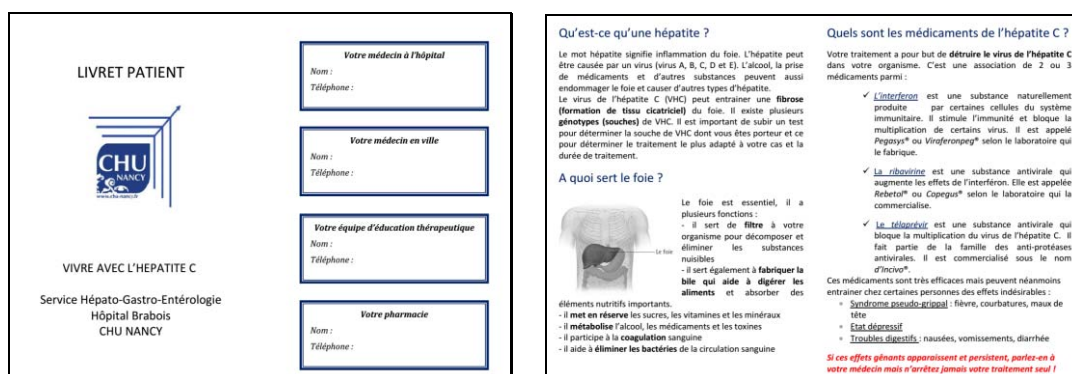 LIVRET PATIENT
CHU
NANCY
www.chu-nancy.fr
VIVRE AVEC L'HEPATITE C
Service Hépato-Gastro-Entérologie
Hôpital Brabois
CHU NANCY
Votre médecin à l'hôpital
Nom :
Téléphone :
Votre médecin en ville
Nom :
Téléphone :
Votre équipe d'éducation thérapeutique
Nom :
Téléphone :
Votre pharmacie
Nom :
Téléphone :
Qu'est-ce qu'une hépatite ?
Le mot hépatite signifie inflammation du foie. L'hépatite peut
être causée par un virus (virus A, B, C, D et E). L'alcool, la prise
de médicaments et d'autres substances peuvent aussi
endommager le foie et causer d'autres types d'hépatite.
Le virus de l'hépatite C (VHC) peut entrainer une fibrose
(formation de tissu cicatriciel) du foie. Il existe plusieurs
génotypes (souches) de VHC. Il est important de subir un test
pour déterminer la souche de VHC dont vous êtes porteur et ce
pour déterminer le traitement le plus adapté à votre cas et la
durée de traitement.
A quoi sert le foie ?
Le foie
Le foie est essentiel, il a
plusieurs fonctions :
- il sert de filtre à votre
organisme pour décomposer et
éliminer les substances
nuisibles
- il sert également à fabriquer la
bile qui aide à digérer les
aliments et absorber des
éléments nutritifs importants.
- il met en réserve les sucres, les vitamines et les minéraux
- il métabolise l'alcool, les médicaments et les toxines
- il participe à la coagulation sanguine
- il aide à éliminer les bactéries de la circulation sanguine
Quels sont les médicaments de l'hépatite C ?
Votre traitement a pour but de détruire le virus de l'hépatite C
dans votre organisme. C'est une association de 2 ou 3
médicaments parmi :
✓ L'interferon est une substance naturellement
produite par certaines cellules du système
immunitaire. Il stimule l'immunité et bloque la
multiplication de certains virus. Il est appelé
Pegasys® ou Viraferonpeg® selon le laboratoire qui
le fabrique.
✓ La ribavirine est une substance antivirale qui
augmente les effets de l'interféron. Elle est appelée
Rebetol® ou Copegus® selon le laboratoire qui la
commercialise.
✓ Le télaprévir est une substance antivirale qui
bloque la multiplication du virus de l'hépatite C. Il
fait partie de la famille des anti-protéases
antivirales. Il est commercialisé sous le nom
d'Incivo®.
Ces médicaments sont très efficaces mais peuvent néanmoins
entrainer chez certaines personnes des effets indésirables :
Syndrome pseudo-grippal : fièvre, courbatures, maux de
tête
Etat dépressif
Troubles digestifs : nausées, vomissements, diarrhée
Si ces effets gênants apparaissent et persistent, parlez-en à
votre médecin mais n'arrêtez jamais votre traitement seul !